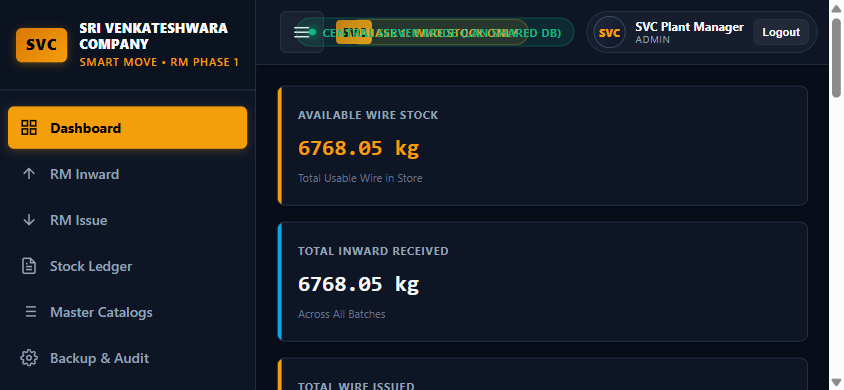 SVC
SRI VENKATESHWARA
COMPANY
SMART MOVE • RM PHASE 1
Dashboard
RM Inward
RM Issue
Stock Ledger
Master Catalogs
Backup & Audit
SVC
SVC Plant Manager
ADMIN
Logout
AVAILABLE WIRE STOCK
6768.05 kg
Total Usable Wire in Store
TOTAL INWARD RECEIVED
6768.05 kg
Across All Batches
TOTAL WIRE ISSUED